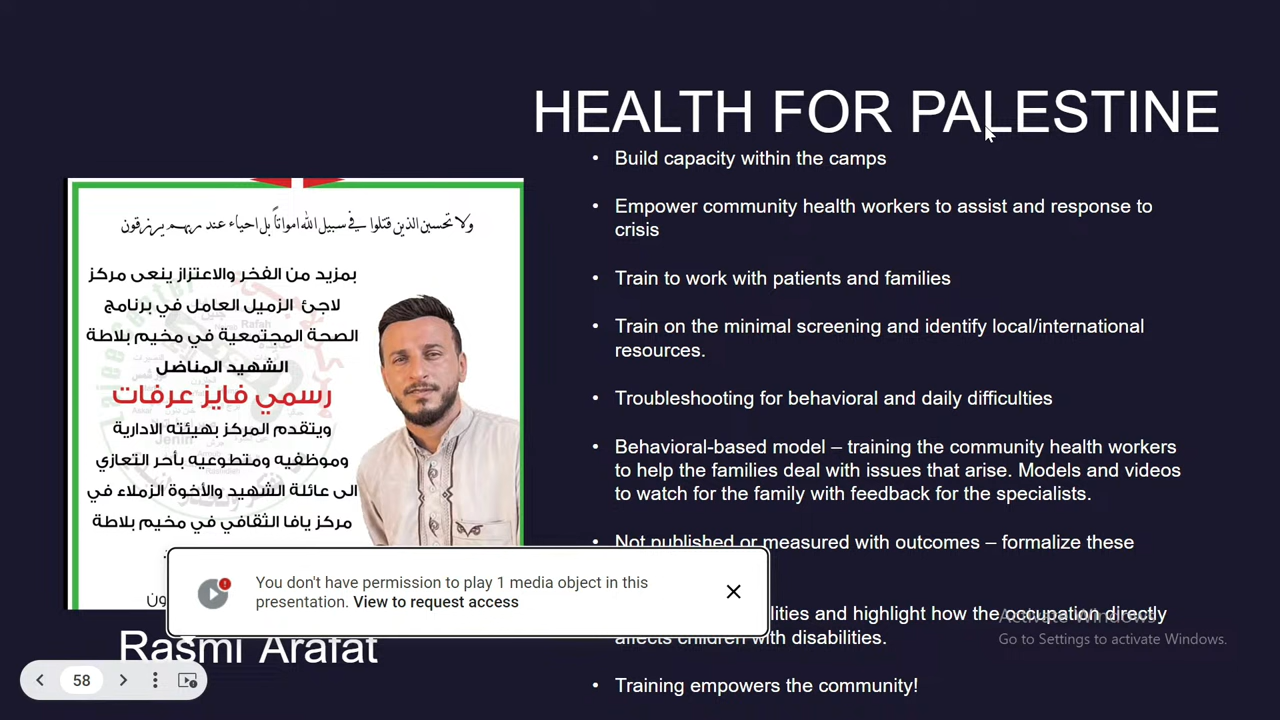 HEALTH FOR PALESTINE
ولا تحسبن الذين قتلوا في سبيل الله امواتاً بل احياء عند ربهم يرزقون
بمزيد من الفخر والاعتزاز ينعى مركز
لاجئ الزميل العامل في برنامج
الصحة المجتمعية في مخيم بلاطة
الشهيد المناضل
رسمي فايز عرفات
ويتقدم المركز بهيئته الادارية
وموظفيه ومتطوعيه بأحر التعازي
الى عائلة الشهيد والأخوة الزملاء في
مركز يافا الثقافي في مخيم بلاطة
Rasmi Arafat
• Build capacity within the camps
• Empower community health workers to assist and response to
crisis
• Train to work with patients and families
• Train on the minimal screening and identify local/international
resources.
• Troubleshooting for behavioral and daily difficulties
• Behavioral-based model – training the community health workers
to help the families deal with issues that arise. Models and videos
to watch for the family with feedback for the specialists.
• Not published or measured with outcomes – formalize these
and highlight how the occupation directly
affects children with disabilities.
• Training empowers the community!
You don't have permission to play 1 media object in this
presentation. View to request access
Activate Windows
Go to Settings to activate Windows.
58